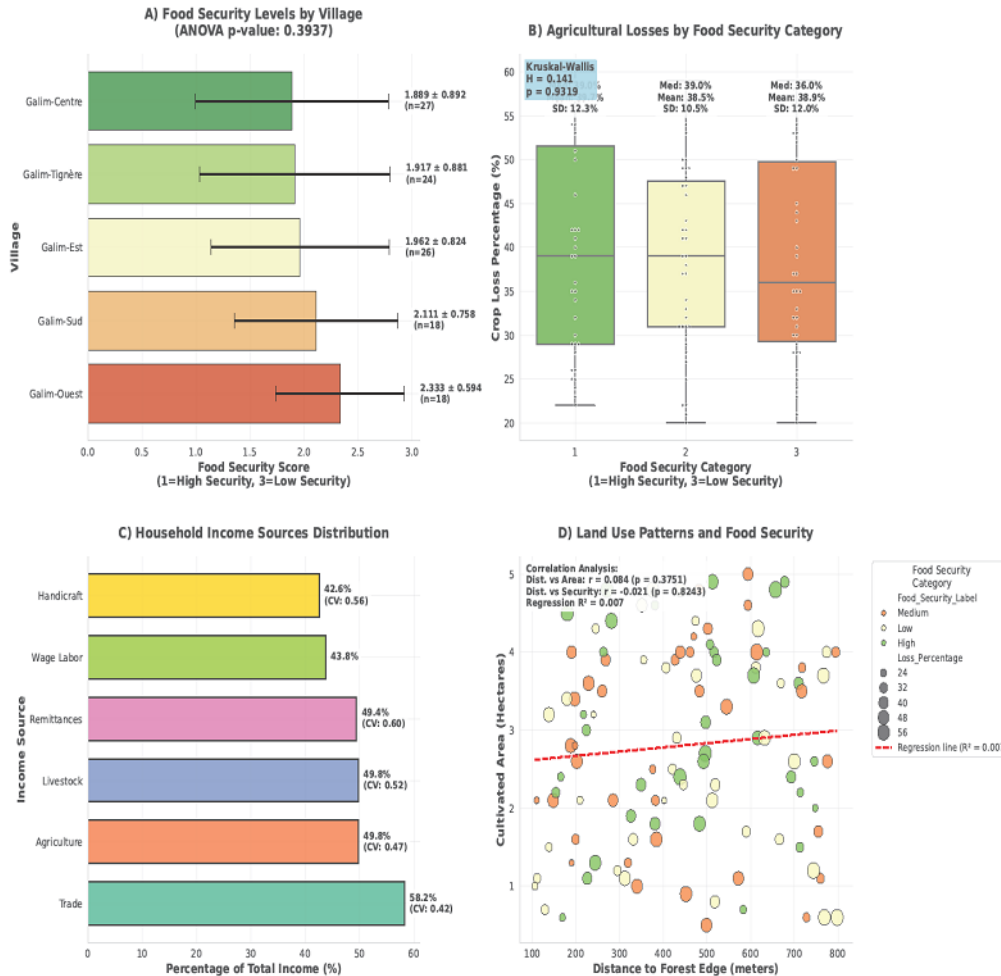 A) Food Security Levels by Village
(ANOVA p-value: 0.3937)
Village
Galim-Centre
1.889 ± 0.892
(n=27)
Galim-Tignère
1.917 ± 0.881
(n=24)
Galim-Est
1.962 ± 0.824
(n=26)
Galim-Sud
2.111 ± 0.758
(n=18)
Galim-Ouest
2.333 ± 0.594
(n=18)
0.0 0.5 1.0 1.5 2.0 2.5 3.0
Food Security Score
(1=High Security, 3=Low Security)
B) Agricultural Losses by Food Security Category
Kruskal-Wallis
H = 0.141
p = 0.9319
SD: 12.3%
Med: 39.0%
Mean: 38.5%
SD: 10.5%
Med: 36.0%
Mean: 38.9%
SD: 12.0%
Crop Loss Percentage (%)
60
55
50
45
40
35
30
25
20
1 2 3
Food Security Category
(1=High Security, 3=Low Security)
C) Household Income Sources Distribution
Income Source
Handicraft
42.6%
(CV: 0.56)
Wage Labor
43.8%
Remittances
49.4%
(CV: 0.60)
Livestock
49.8%
(CV: 0.52)
Agriculture
49.8%
(CV: 0.47)
Trade
58.2%
(CV: 0.42)
0 10 20 30 40 50 60
Percentage of Total Income (%)
D) Land Use Patterns and Food Security
Correlation Analysis:
Dist. vs Area: r = 0.084 (p = 0.3751)
Dist. vs Security: r = -0.021 (p = 0.8243)
Regression R² = 0.007
Cultivated Area (Hectares)
5
4
3
2
1
100 200 300 400 500 600 700 800
Distance to Forest Edge (meters)
Food Security
Category
Food_Security_Label
Medium
Low
High
Loss_Percentage
24
32
40
48
56
Regression line (R² = 0.007